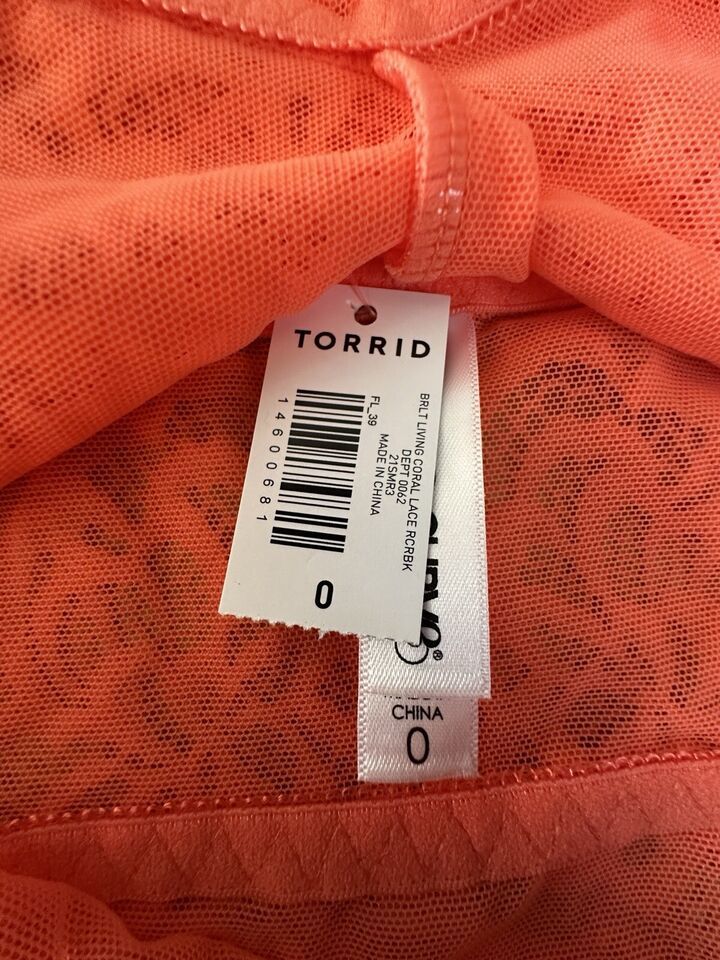 TORRID
FL_39
14600681
BRLT LIVING CORAL LACE RCRBK
DEPT 0062
21SMR3
MADE IN CHINA
0
®
CHINA
0